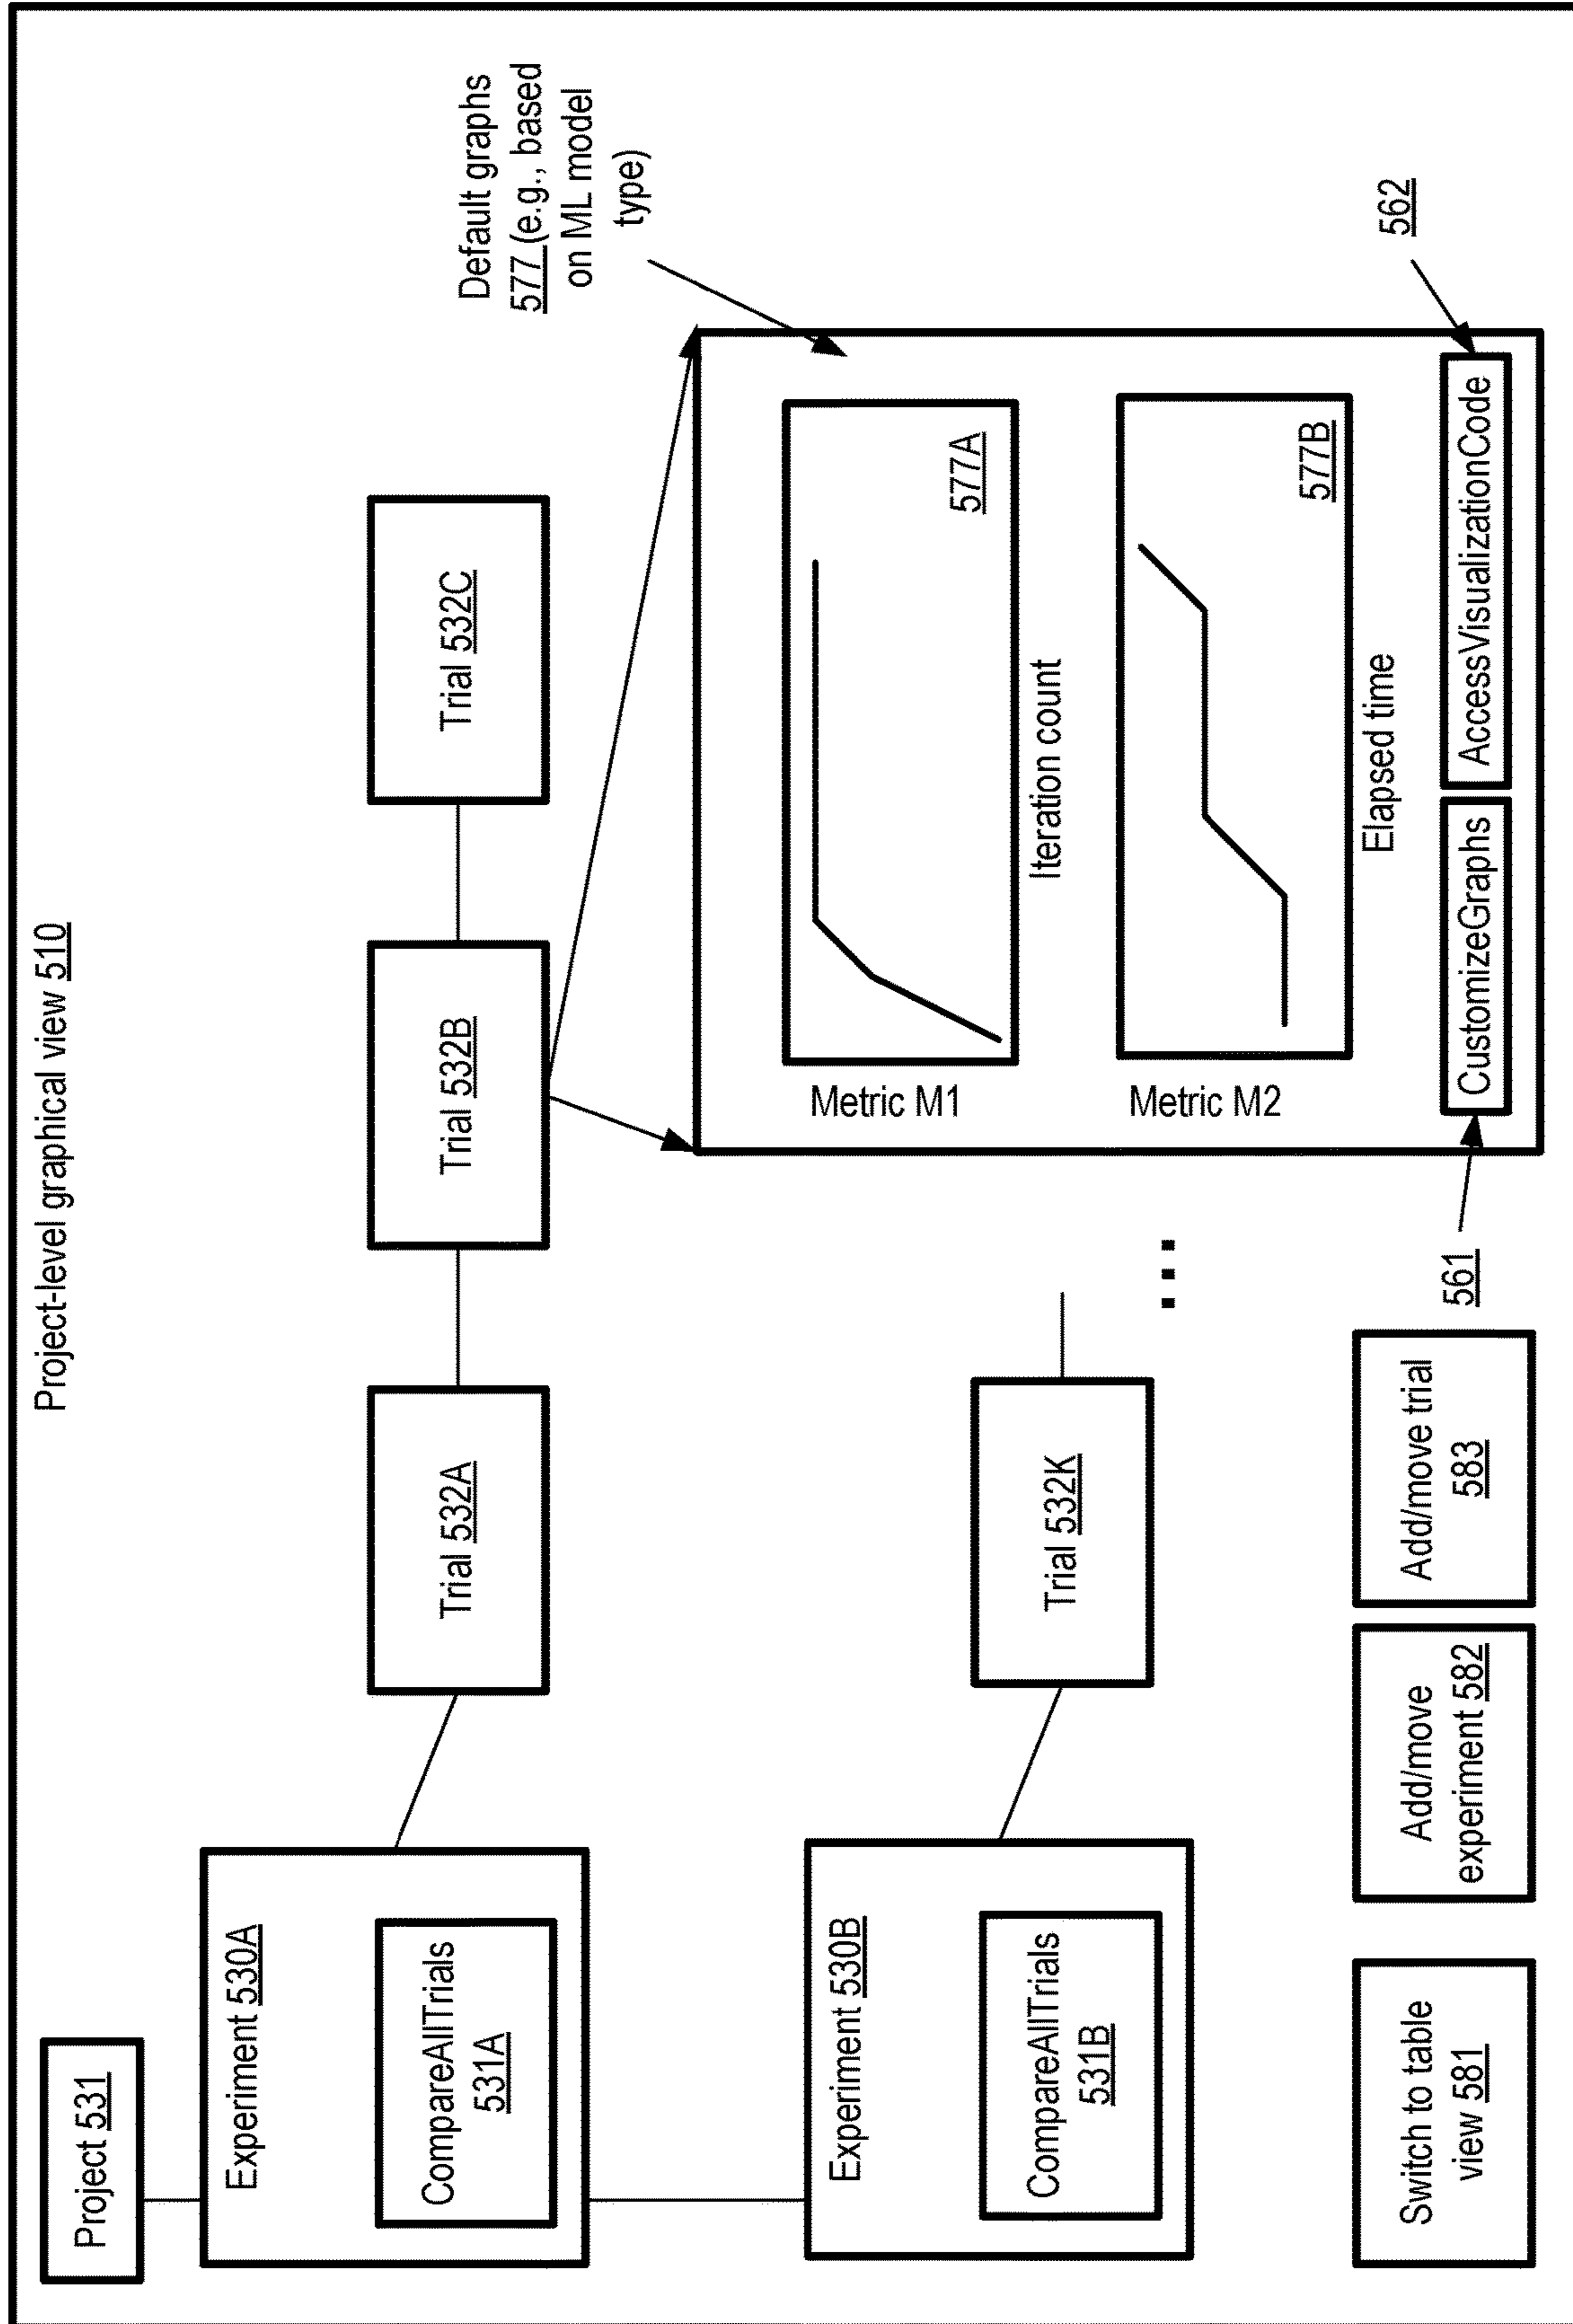 Project-level graphical view 510
Project 531
Experiment 530A
CompareAllTrials
531A
Trial 532A
Trial 532B
Trial 532C
Default graphs
577 (e.g., based
on ML model
type)
Experiment 530B
CompareAllTrials
531B
Trial 532K
...
Metric M1
577A
Iteration count
Metric M2
577B
Elapsed time
CustomizeGraphs
AccessVisualizationCode
561
562
Switch to table
view 581
Add/move
experiment 582
Add/move trial
583